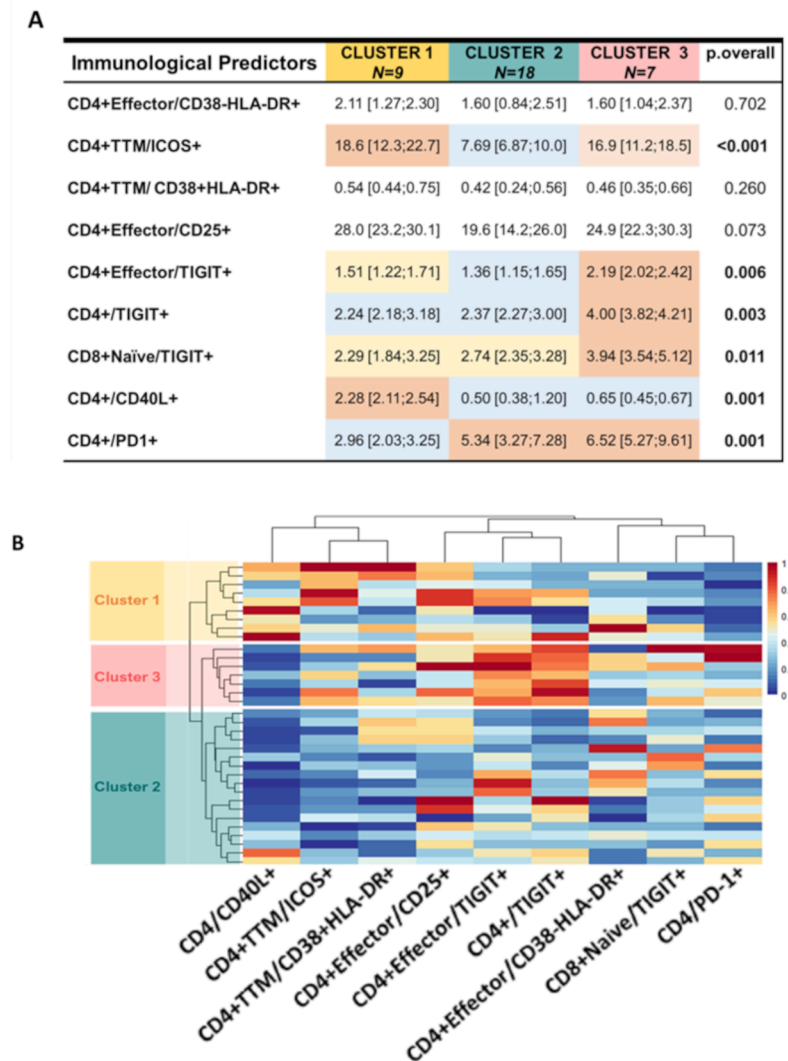 A
Immunological Predictors CLUSTER 1 CLUSTER 2 CLUSTER 3 p.overall
N=9 N=18 N=7
CD4+Effector/CD38-HLA-DR+ 2.11 [1.27;2.30] 1.60 [0.84;2.51] 1.60 [1.04;2.37] 0.702
CD4+TTM/ICOS+ 18.6 [12.3;22.7] 7.69 [6.87;10.0] 16.9 [11.2;18.5] <0.001
CD4+TTM/ CD38+HLA-DR+ 0.54 [0.44;0.75] 0.42 [0.24;0.56] 0.46 [0.35;0.66] 0.260
CD4+Effector/CD25+ 28.0 [23.2;30.1] 19.6 [14.2;26.0] 24.9 [22.3;30.3] 0.073
CD4+Effector/TIGIT+ 1.51 [1.22;1.71] 1.36 [1.15;1.65] 2.19 [2.02;2.42] 0.006
CD4+/TIGIT+ 2.24 [2.18;3.18] 2.37 [2.27;3.00] 4.00 [3.82;4.21] 0.003
CD8+Naïve/TIGIT+ 2.29 [1.84;3.25] 2.74 [2.35;3.28] 3.94 [3.54;5.12] 0.011
CD4+/CD40L+ 2.28 [2.11;2.54] 0.50 [0.38;1.20] 0.65 [0.45;0.67] 0.001
CD4+/PD1+ 2.96 [2.03;3.25] 5.34 [3.27;7.28] 6.52 [5.27;9.61] 0.001
B
Cluster 1
Cluster 3
Cluster 2
1
0
CD4/CD40L+
CD4+TTM/ICOS+
CD4+TTM/CD38+HLA-DR+
CD4+Effector/CD25+
CD4+Effector/TIGIT+
CD4+/TIGIT+
CD4+Effector/CD38-HLA-DR+
CD8+Naive/TIGIT+
CD4/PD-1+